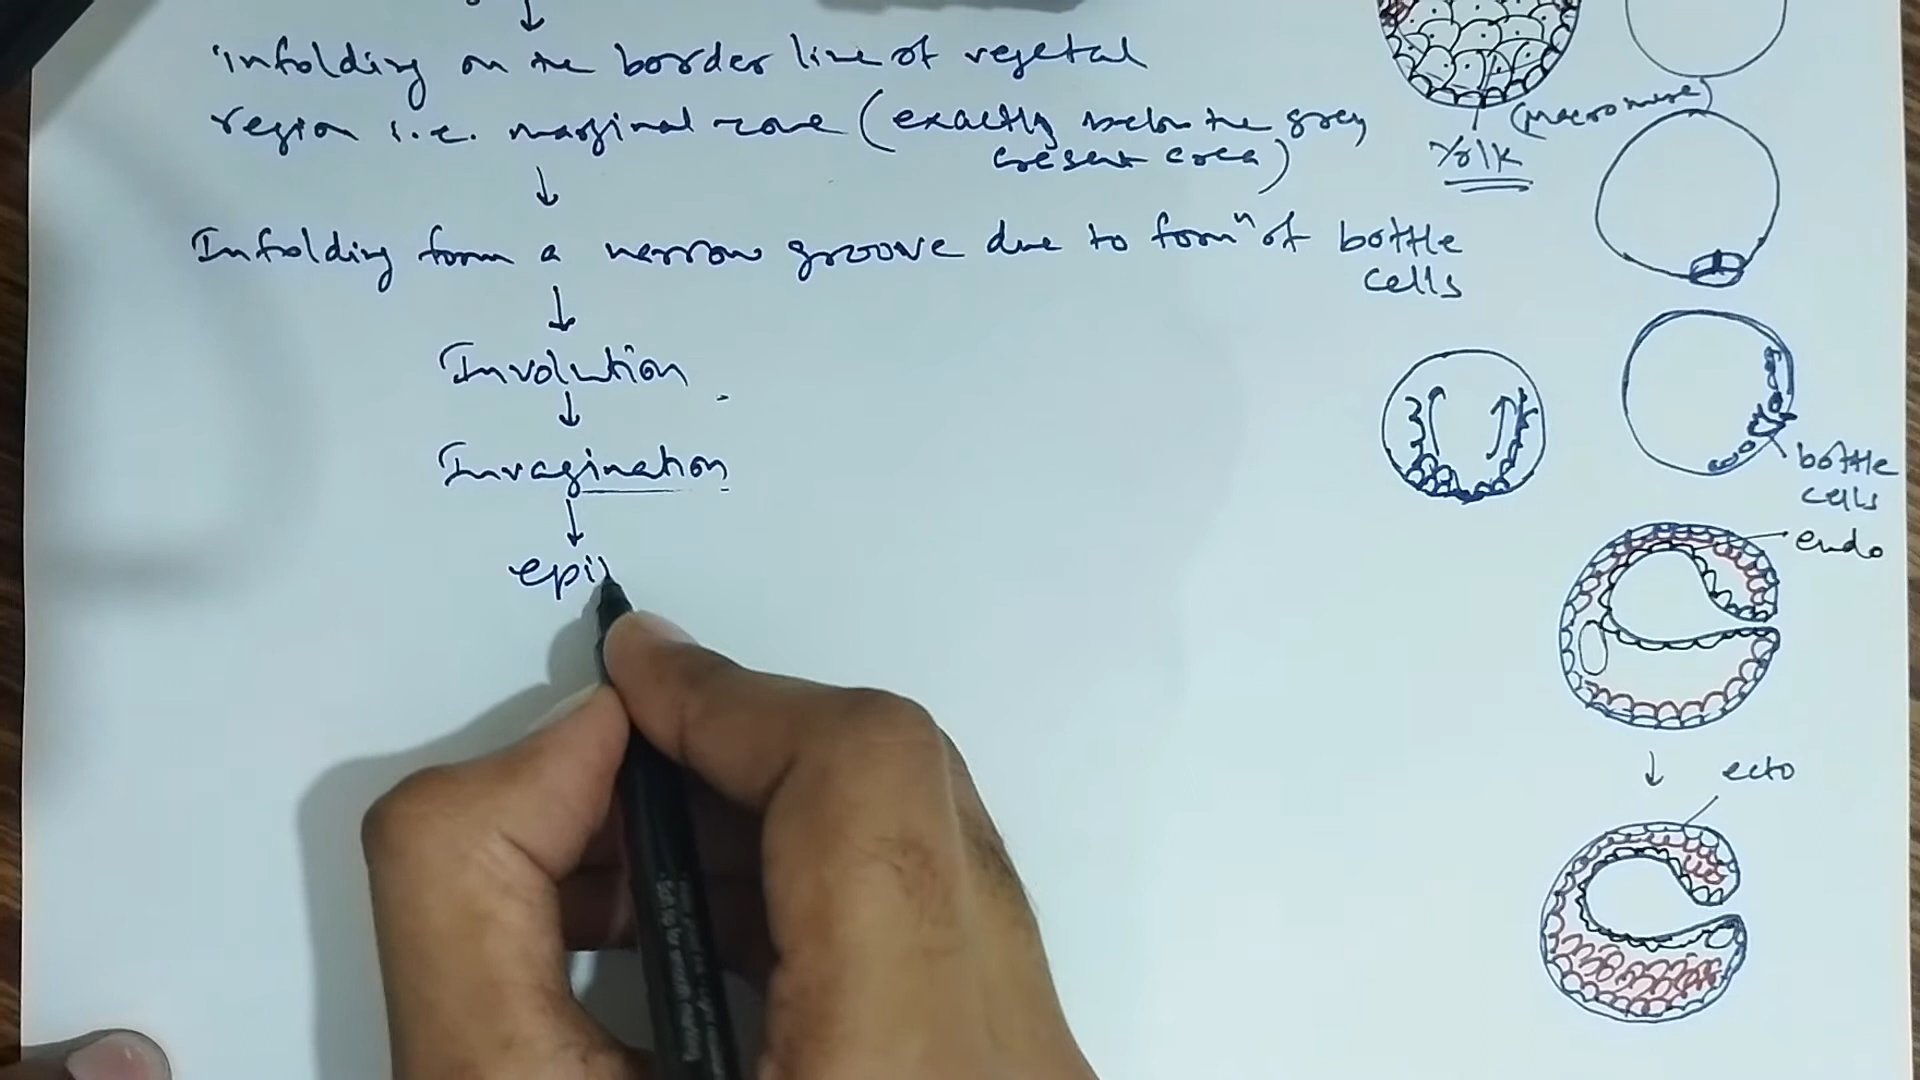 infolding on the border line of vegetal
region i.e. marginal zone (exactly below the grey
cresent area)
Infolding form a narrow groove due to formⁿ of bottle
cells
Involution
Invagination
epi
(Macromere)
Yolk
bottle
cells
endo
ecto